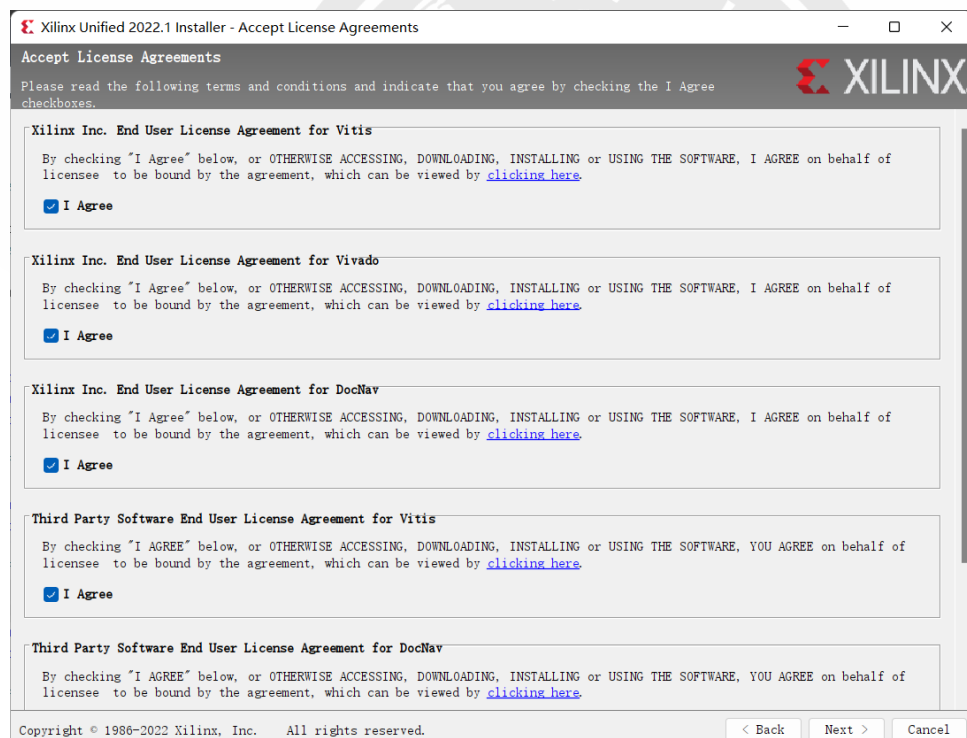 Xilinx Unified 2022.1 Installer - Accept License Agreements
Accept License Agreements
Please read the following terms and conditions and indicate that you agree by checking the I Agree
checkboxes.
XILINX
Xilinx Inc. End User License Agreement for Vitis
By checking "I Agree" below, or OTHERWISE ACCESSING, DOWNLOADING, INSTALLING or USING THE SOFTWARE, I AGREE on behalf of
licensee  to be bound by the agreement, which can be viewed by clicking here.
I Agree
Xilinx Inc. End User License Agreement for Vivado
By checking "I Agree" below, or OTHERWISE ACCESSING, DOWNLOADING, INSTALLING or USING THE SOFTWARE, I AGREE on behalf of
licensee  to be bound by the agreement, which can be viewed by clicking here.
I Agree
Xilinx Inc. End User License Agreement for DocNav
By checking "I Agree" below, or OTHERWISE ACCESSING, DOWNLOADING, INSTALLING or USING THE SOFTWARE, I AGREE on behalf of
licensee  to be bound by the agreement, which can be viewed by clicking here.
I Agree
Third Party Software End User License Agreement for Vitis
By checking "I AGREE" below, or OTHERWISE ACCESSING, DOWNLOADING, INSTALLING or USING THE SOFTWARE, YOU AGREE on behalf of
licensee  to be bound by the agreement, which can be viewed by clicking here.
I Agree
Third Party Software End User License Agreement for DocNav
By checking "I AGREE" below, or OTHERWISE ACCESSING, DOWNLOADING, INSTALLING or USING THE SOFTWARE, YOU AGREE on behalf of
licensee  to be bound by the agreement, which can be viewed by clicking here.
Copyright © 1986-2022 Xilinx, Inc.    All rights reserved.
< Back
Next >
Cancel